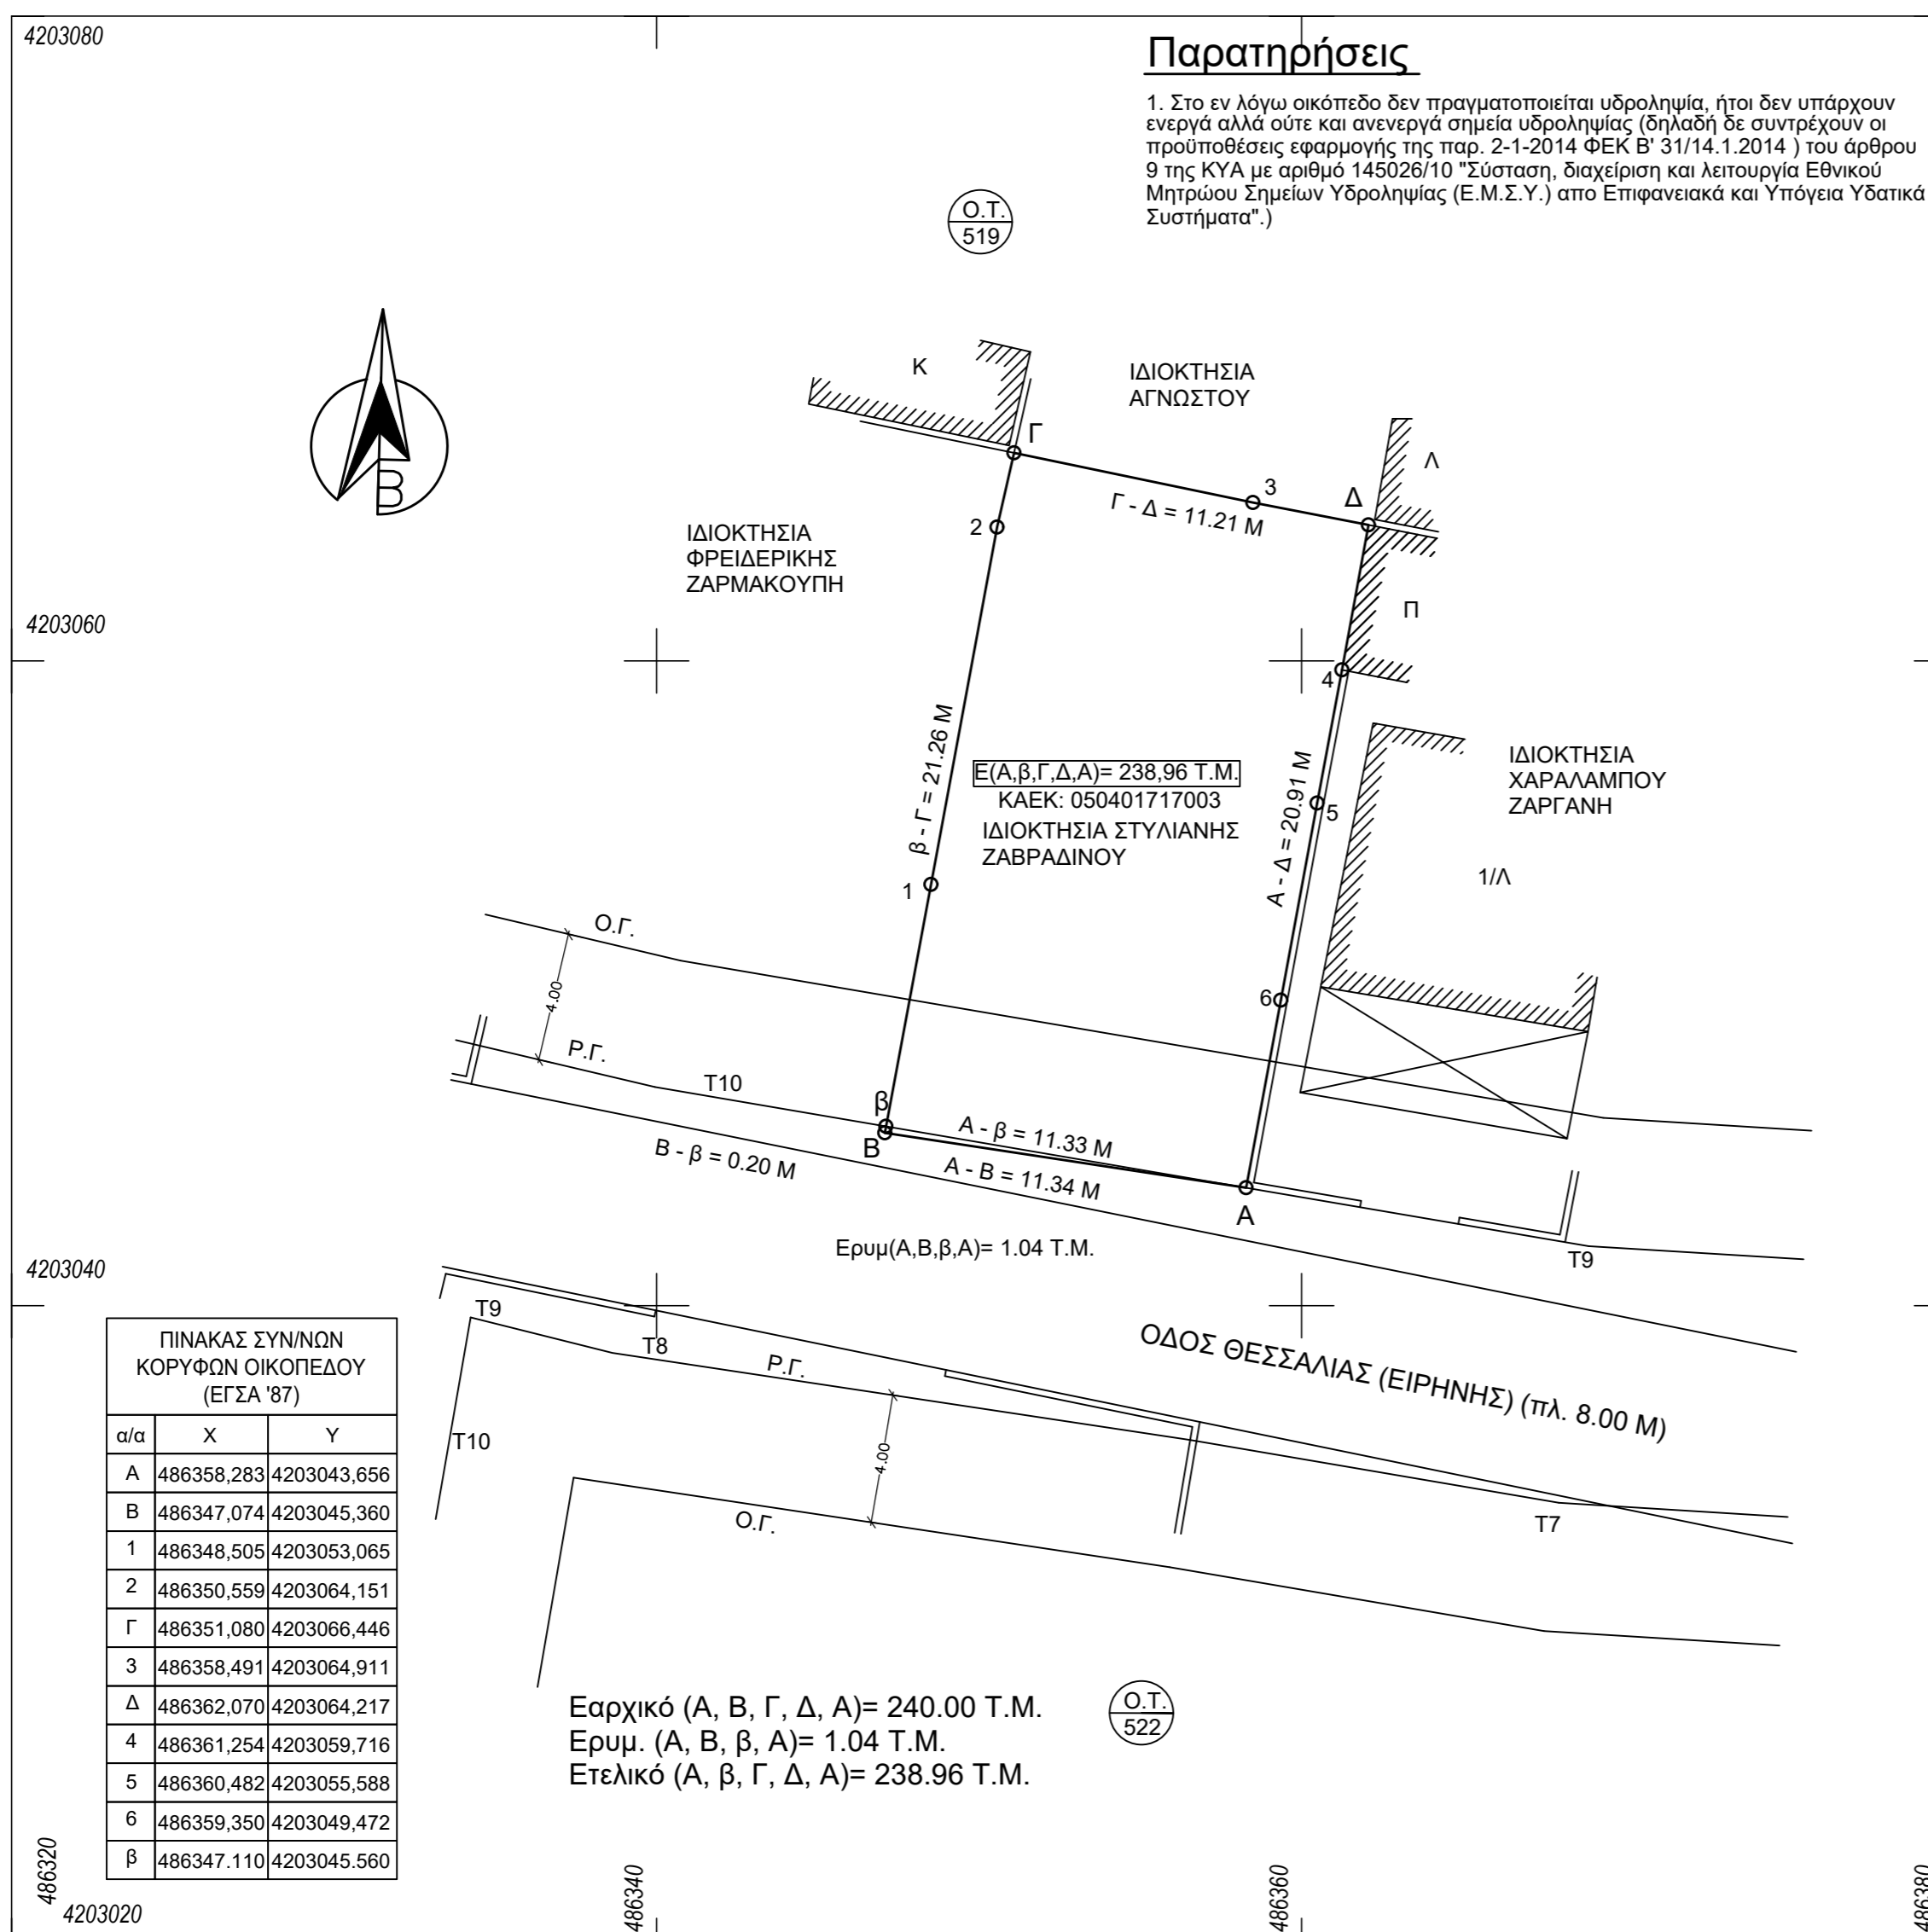 4203080
Παρατηρήσεις
1. Στο εν λόγω οικόπεδο δεν πραγματοποιείται υδροληψία, ήτοι δεν υπάρχουν
ενεργά αλλά ούτε και ανενεργά σημεία υδροληψίας (δηλαδή δε συντρέχουν οι
προϋποθέσεις εφαρμογής της παρ. 2-1-2014 ΦΕΚ Β' 31/14.1.2014 ) του άρθρου
9 της ΚΥΑ με αριθμό 145026/10 "Σύσταση, διαχείριση και λειτουργία Εθνικού
Μητρώου Σημείων Υδροληψίας (Ε.Μ.Σ.Υ.) απο Επιφανειακά και Υπόγεια Υδατικά
Συστήματα".)
Ο.Τ.
519
Κ
ΙΔΙΟΚΤΗΣΙΑ
ΑΓΝΩΣΤΟΥ
Γ
Λ
3
Δ
Γ - Δ = 11.21 Μ
Β
2
ΙΔΙΟΚΤΗΣΙΑ
ΦΡΕΙΔΕΡΙΚΗΣ
ΖΑΡΜΑΚΟΥΠΗ
Π
4203060
4
β - Γ = 21.26 Μ
Ε(Α,β,Γ,Δ,Α)= 238,96 Τ.Μ.
ΚΑΕΚ: 050401717003
ΙΔΙΟΚΤΗΣΙΑ ΣΤΥΛΙΑΝΗΣ
ΖΑΒΡΑΔΙΝΟΥ
Α - Δ = 20.91 Μ
5
ΙΔΙΟΚΤΗΣΙΑ
ΧΑΡΑΛΑΜΠΟΥ
ΖΑΡΓΑΝΗ
1/Λ
1
Ο.Γ.
4.00
6
Ρ.Γ.
Τ10
β
Β
Α - β = 11.33 Μ
Β - β = 0.20 Μ
Α - Β = 11.34 Μ
Α
Ερυμ(Α,Β,β,Α)= 1.04 Τ.Μ.
Τ9
4203040
Τ9
Τ8
Ρ.Γ.
ΟΔΟΣ ΘΕΣΣΑΛΙΑΣ (ΕΙΡΗΝΗΣ) (πλ. 8.00 Μ)
Τ10
4.00
Ο.Γ.
Τ7
ΠΙΝΑΚΑΣ ΣΥΝ/ΝΩΝ
ΚΟΡΥΦΩΝ ΟΙΚΟΠΕΔΟΥ
(ΕΓΣΑ '87)
α/α Χ Υ
Α 486358,283 4203043,656
Β 486347,074 4203045,360
1 486348,505 4203053,065
2 486350,559 4203064,151
Γ 486351,080 4203066,446
3 486358,491 4203064,911
Δ 486362,070 4203064,217
4 486361,254 4203059,716
5 486360,482 4203055,588
6 486359,350 4203049,472
β 486347.110 4203045.560
Εαρχικό (Α, Β, Γ, Δ, Α)= 240.00 Τ.Μ.
Ερυμ. (Α, Β, β, Α)= 1.04 Τ.Μ.
Ετελικό (Α, β, Γ, Δ, Α)= 238.96 Τ.Μ.
Ο.Τ.
522
486320
4203020
486340
486360
486380